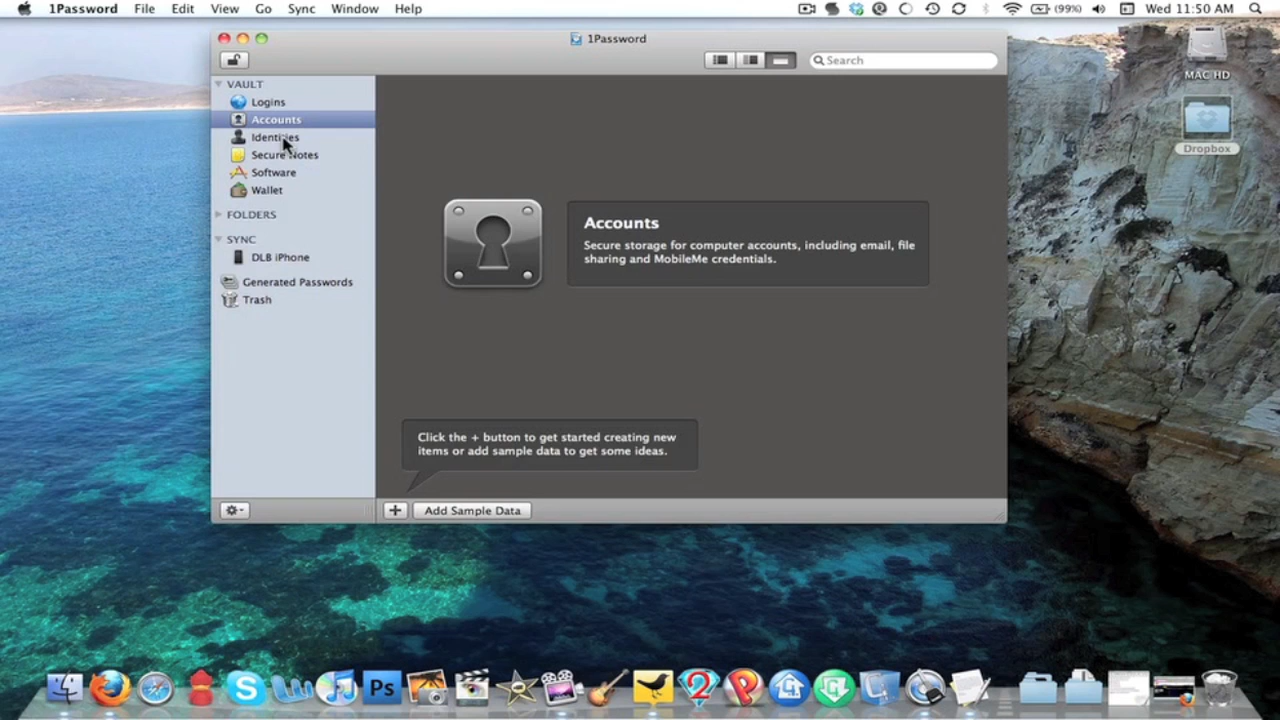 1Password File Edit View Go Sync Window Help (99%) Wed 11:50 AM
1Password
Search
VAULT
Logins
Accounts
Identities
Secure Notes
Software
Wallet
FOLDERS
SYNC
DLB iPhone
Generated Passwords
Trash
Accounts
Secure storage for computer accounts, including email, file
sharing and MobileMe credentials.
Click the + button to get started creating new
items or add sample data to get some ideas.
Add Sample Data
MAC HD
Dropbox
Ps